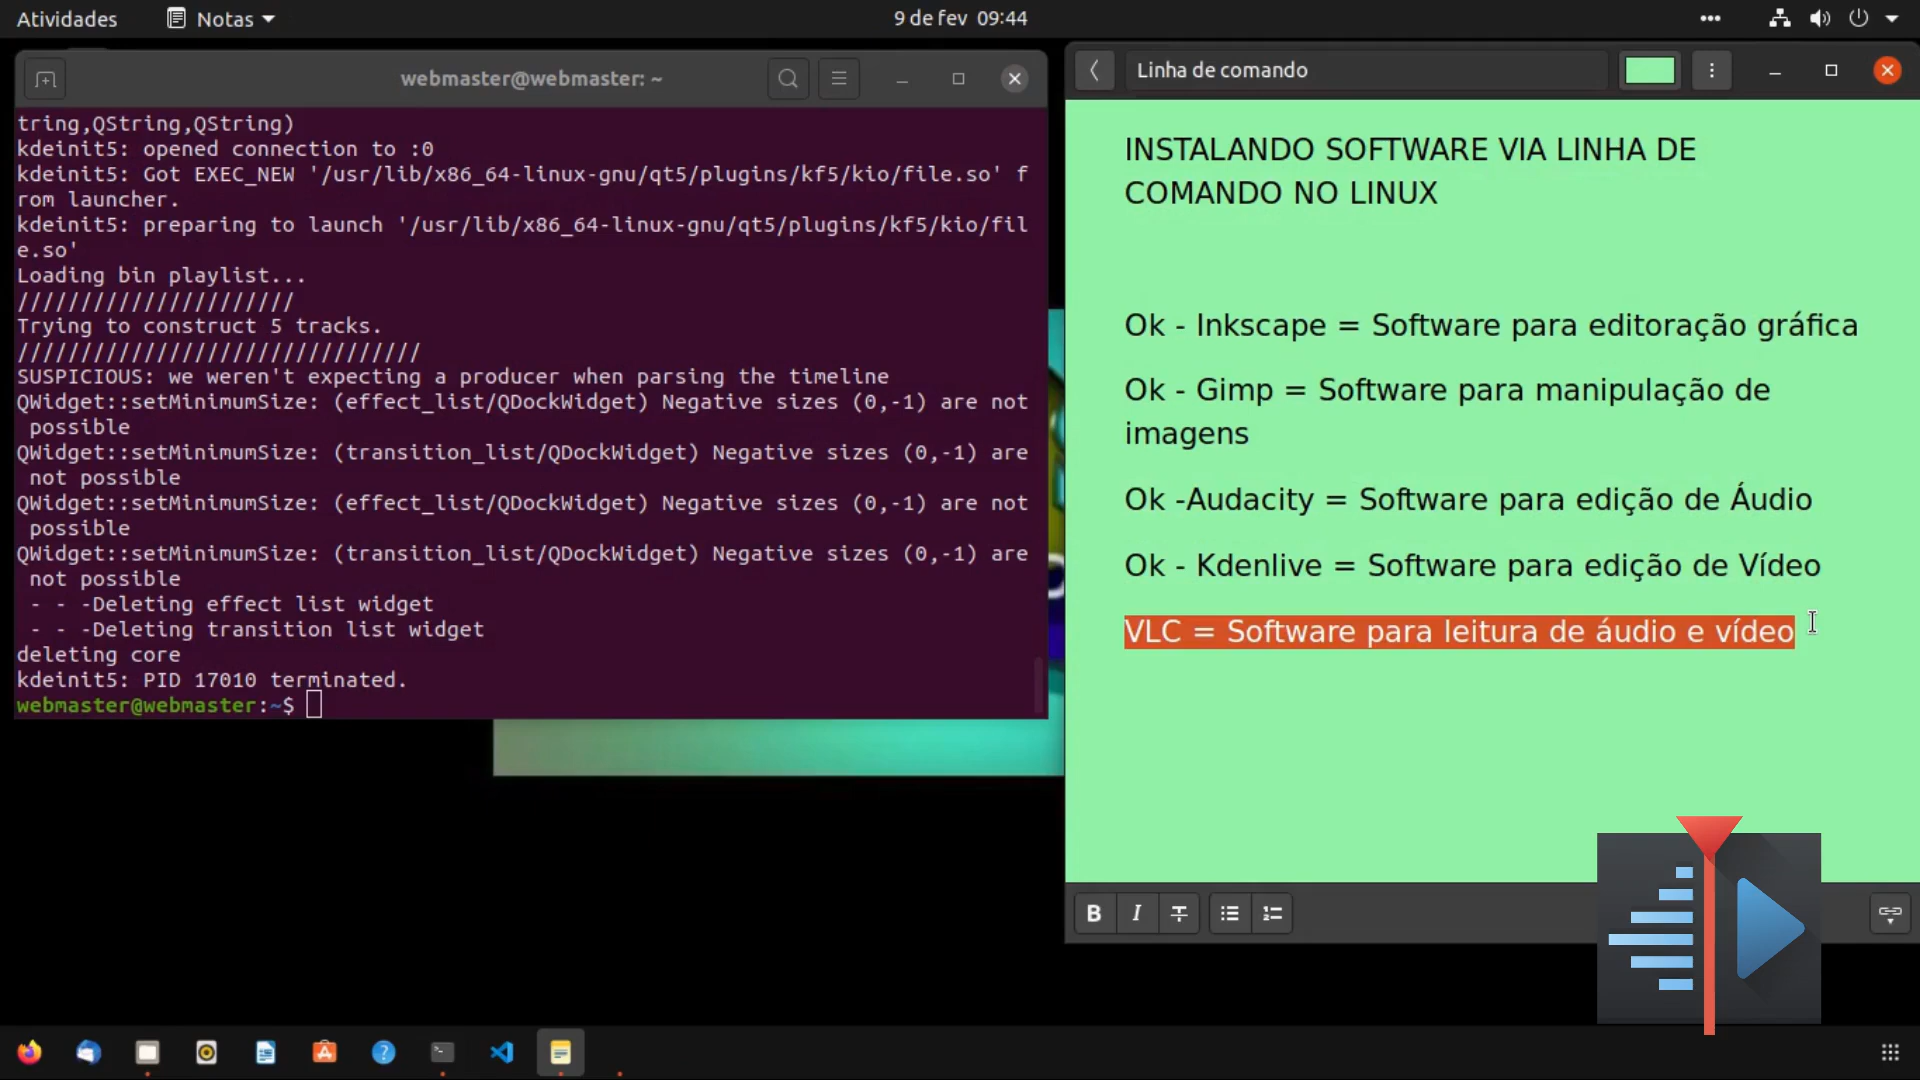 Atividades
Notas
9 de fev 09:44
webmaster@webmaster: ~
tring,QString,QString)
kdeinit5: opened connection to :0
kdeinit5: Got EXEC_NEW '/usr/lib/x86_64-linux-gnu/qt5/plugins/kf5/kio/file.so' f
rom launcher.
kdeinit5: preparing to launch '/usr/lib/x86_64-linux-gnu/qt5/plugins/kf5/kio/fil
e.so'
Loading bin playlist...
//////////////////////
Trying to construct 5 tracks.
////////////////////////////////
SUSPICIOUS: we weren't expecting a producer when parsing the timeline
QWidget::setMinimumSize: (effect_list/QDockWidget) Negative sizes (0,-1) are not
possible
QWidget::setMinimumSize: (transition_list/QDockWidget) Negative sizes (0,-1) are
not possible
QWidget::setMinimumSize: (effect_list/QDockWidget) Negative sizes (0,-1) are not
possible
QWidget::setMinimumSize: (transition_list/QDockWidget) Negative sizes (0,-1) are
not possible
- - -Deleting effect list widget
- - -Deleting transition list widget
deleting core
kdeinit5: PID 17010 terminated.
webmaster@webmaster:~$
Linha de comando
INSTALANDO SOFTWARE VIA LINHA DE
COMANDO NO LINUX
Ok - Inkscape = Software para editoração gráfica
Ok - Gimp = Software para manipulação de
imagens
Ok -Audacity = Software para edição de Áudio
Ok - Kdenlive = Software para edição de Vídeo
VLC = Software para leitura de áudio e vídeo
B I T